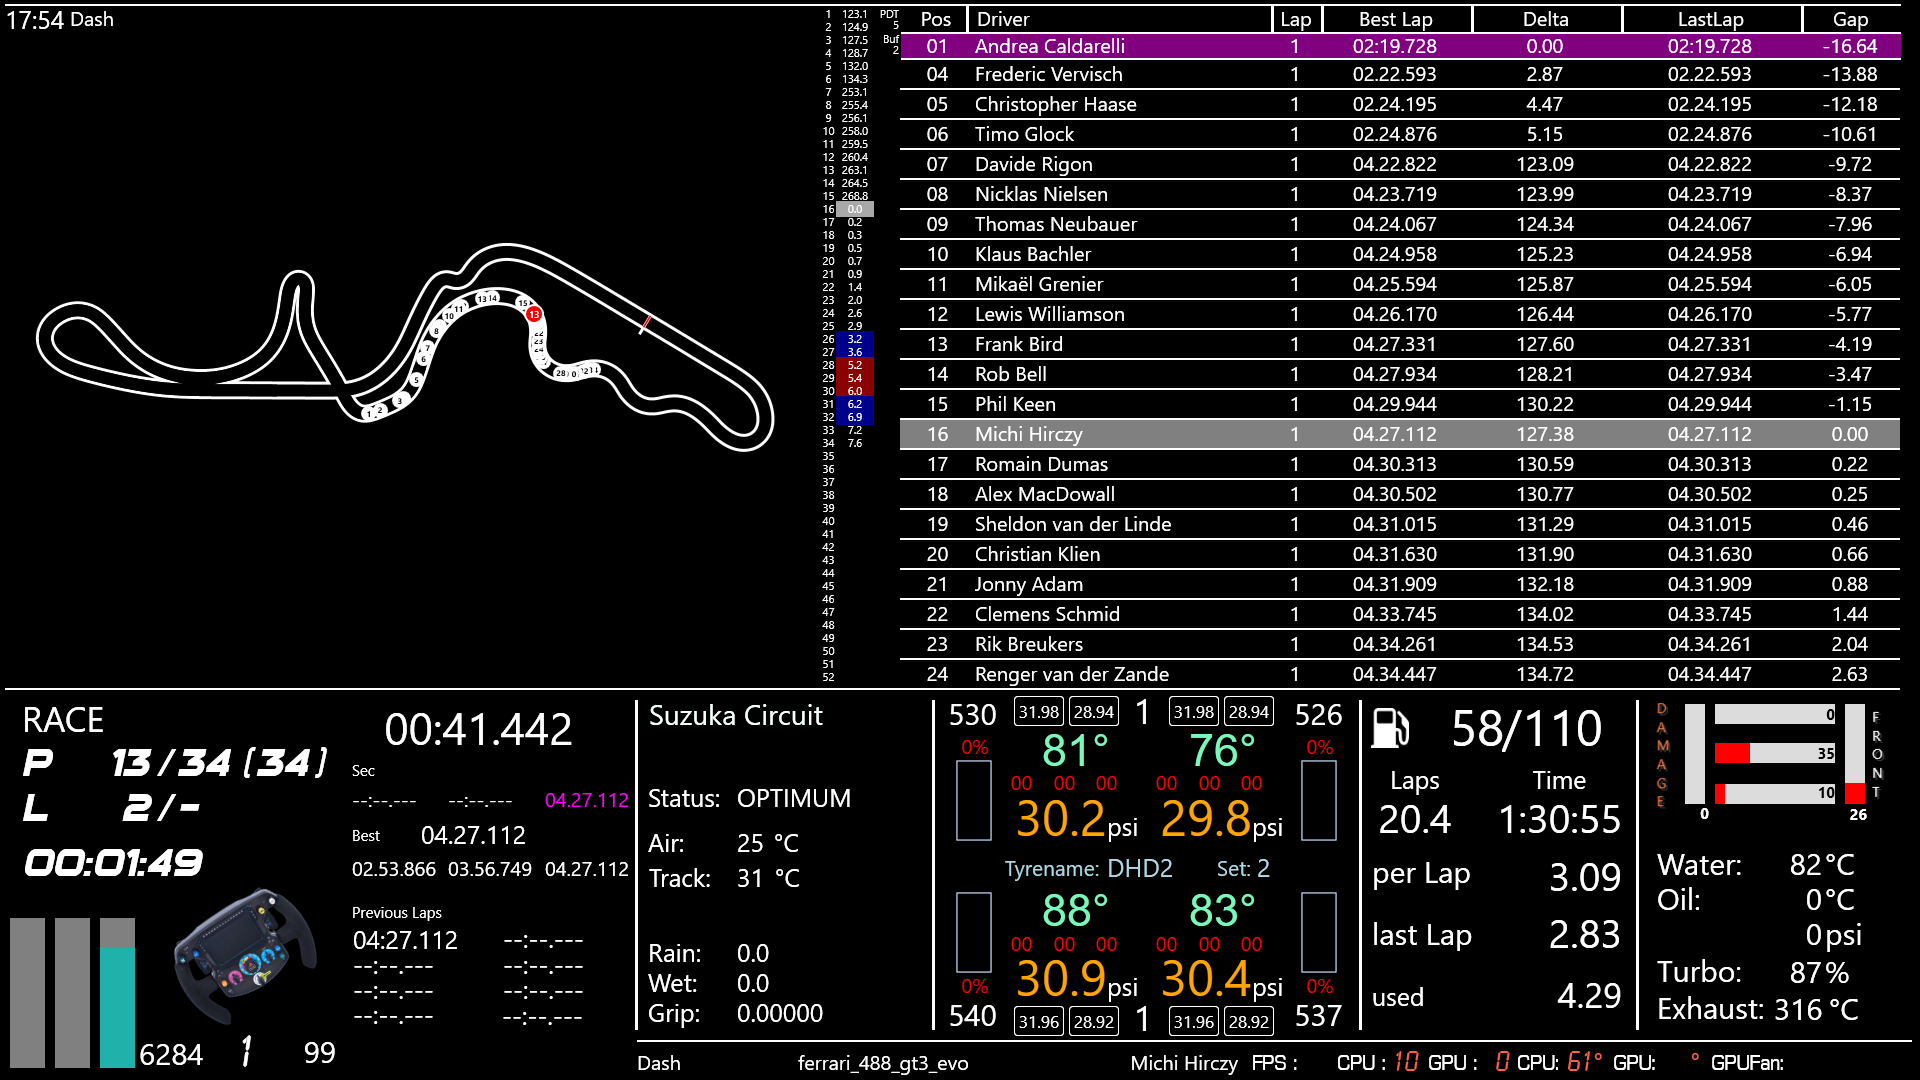 17:54 Dash
1 123.1 PDT
2 124.9 5
3 127.5 Buf
4 128.7 2
5 132.0
6 134.3
7 253.1
8 255.4
9 256.1
10 258.0
11 259.5
12 260.4
13 263.1
14 264.5
15 268.8
16 0.0
17 0.2
18 0.3
19 0.5
20 0.7
21 0.9
22 1.4
23 2.0
24 2.6
25 2.9
26 3.2
27 3.6
28 5.2
29 5.4
30 6.0
31 6.2
32 6.9
33 7.2
34 7.6
35
36
37
38
39
40
41
42
43
44
45
46
47
48
49
50
51
52
13 14
15
11
10
13
8
7
6
5
3
1 2
28
Pos Driver Lap Best Lap Delta LastLap Gap
01 Andrea Caldarelli 1 02:19.728 0.00 02:19.728 -16.64
04 Frederic Vervisch 1 02.22.593 2.87 02.22.593 -13.88
05 Christopher Haase 1 02.24.195 4.47 02.24.195 -12.18
06 Timo Glock 1 02.24.876 5.15 02.24.876 -10.61
07 Davide Rigon 1 04.22.822 123.09 04.22.822 -9.72
08 Nicklas Nielsen 1 04.23.719 123.99 04.23.719 -8.37
09 Thomas Neubauer 1 04.24.067 124.34 04.24.067 -7.96
10 Klaus Bachler 1 04.24.958 125.23 04.24.958 -6.94
11 Mikaël Grenier 1 04.25.594 125.87 04.25.594 -6.05
12 Lewis Williamson 1 04.26.170 126.44 04.26.170 -5.77
13 Frank Bird 1 04.27.331 127.60 04.27.331 -4.19
14 Rob Bell 1 04.27.934 128.21 04.27.934 -3.47
15 Phil Keen 1 04.29.944 130.22 04.29.944 -1.15
16 Michi Hirczy 1 04.27.112 127.38 04.27.112 0.00
17 Romain Dumas 1 04.30.313 130.59 04.30.313 0.22
18 Alex MacDowall 1 04.30.502 130.77 04.30.502 0.25
19 Sheldon van der Linde 1 04.31.015 131.29 04.31.015 0.46
20 Christian Klien 1 04.31.630 131.90 04.31.630 0.66
21 Jonny Adam 1 04.31.909 132.18 04.31.909 0.88
22 Clemens Schmid 1 04.33.745 134.02 04.33.745 1.44
23 Rik Breukers 1 04.34.261 134.53 04.34.261 2.04
24 Renger van der Zande 1 04.34.447 134.72 04.34.447 2.63
RACE
P 13/34 (34)
L 2/-
00:01:49
6284 1 99
00:41.442
Sec
--:--.--- --:--.--- 04.27.112
Best 04.27.112
02.53.866 03.56.749 04.27.112
Previous Laps
04:27.112 --:--.---
--:--.--- --:--.---
--:--.--- --:--.---
--:--.--- --:--.---
Suzuka Circuit
Status: OPTIMUM
Air: 25 °C
Track: 31 °C
Rain: 0.0
Wet: 0.0
Grip: 0.00000
530 31.98 28.94 1 31.98 28.94 526
0% 81° 76° 0%
00 00 00 00 00 00
30.2psi 29.8psi
Tyrename: DHD2 Set: 2
88° 83°
00 00 00 00 00 00
0% 30.9psi 30.4psi 0%
540 31.96 28.92 1 31.96 28.92 537
58/110
Laps Time
20.4 1:30:55
per Lap 3.09
last Lap 2.83
used 4.29
DAMAGE
0
35
10
0 26
FRONT
Water: 82°C
Oil: 0°C
0psi
Turbo: 87%
Exhaust: 316 °C
Dash ferrari_488_gt3_evo Michi Hirczy FPS : CPU : 10 GPU : 0 CPU: 61° GPU: ° GPUFan: